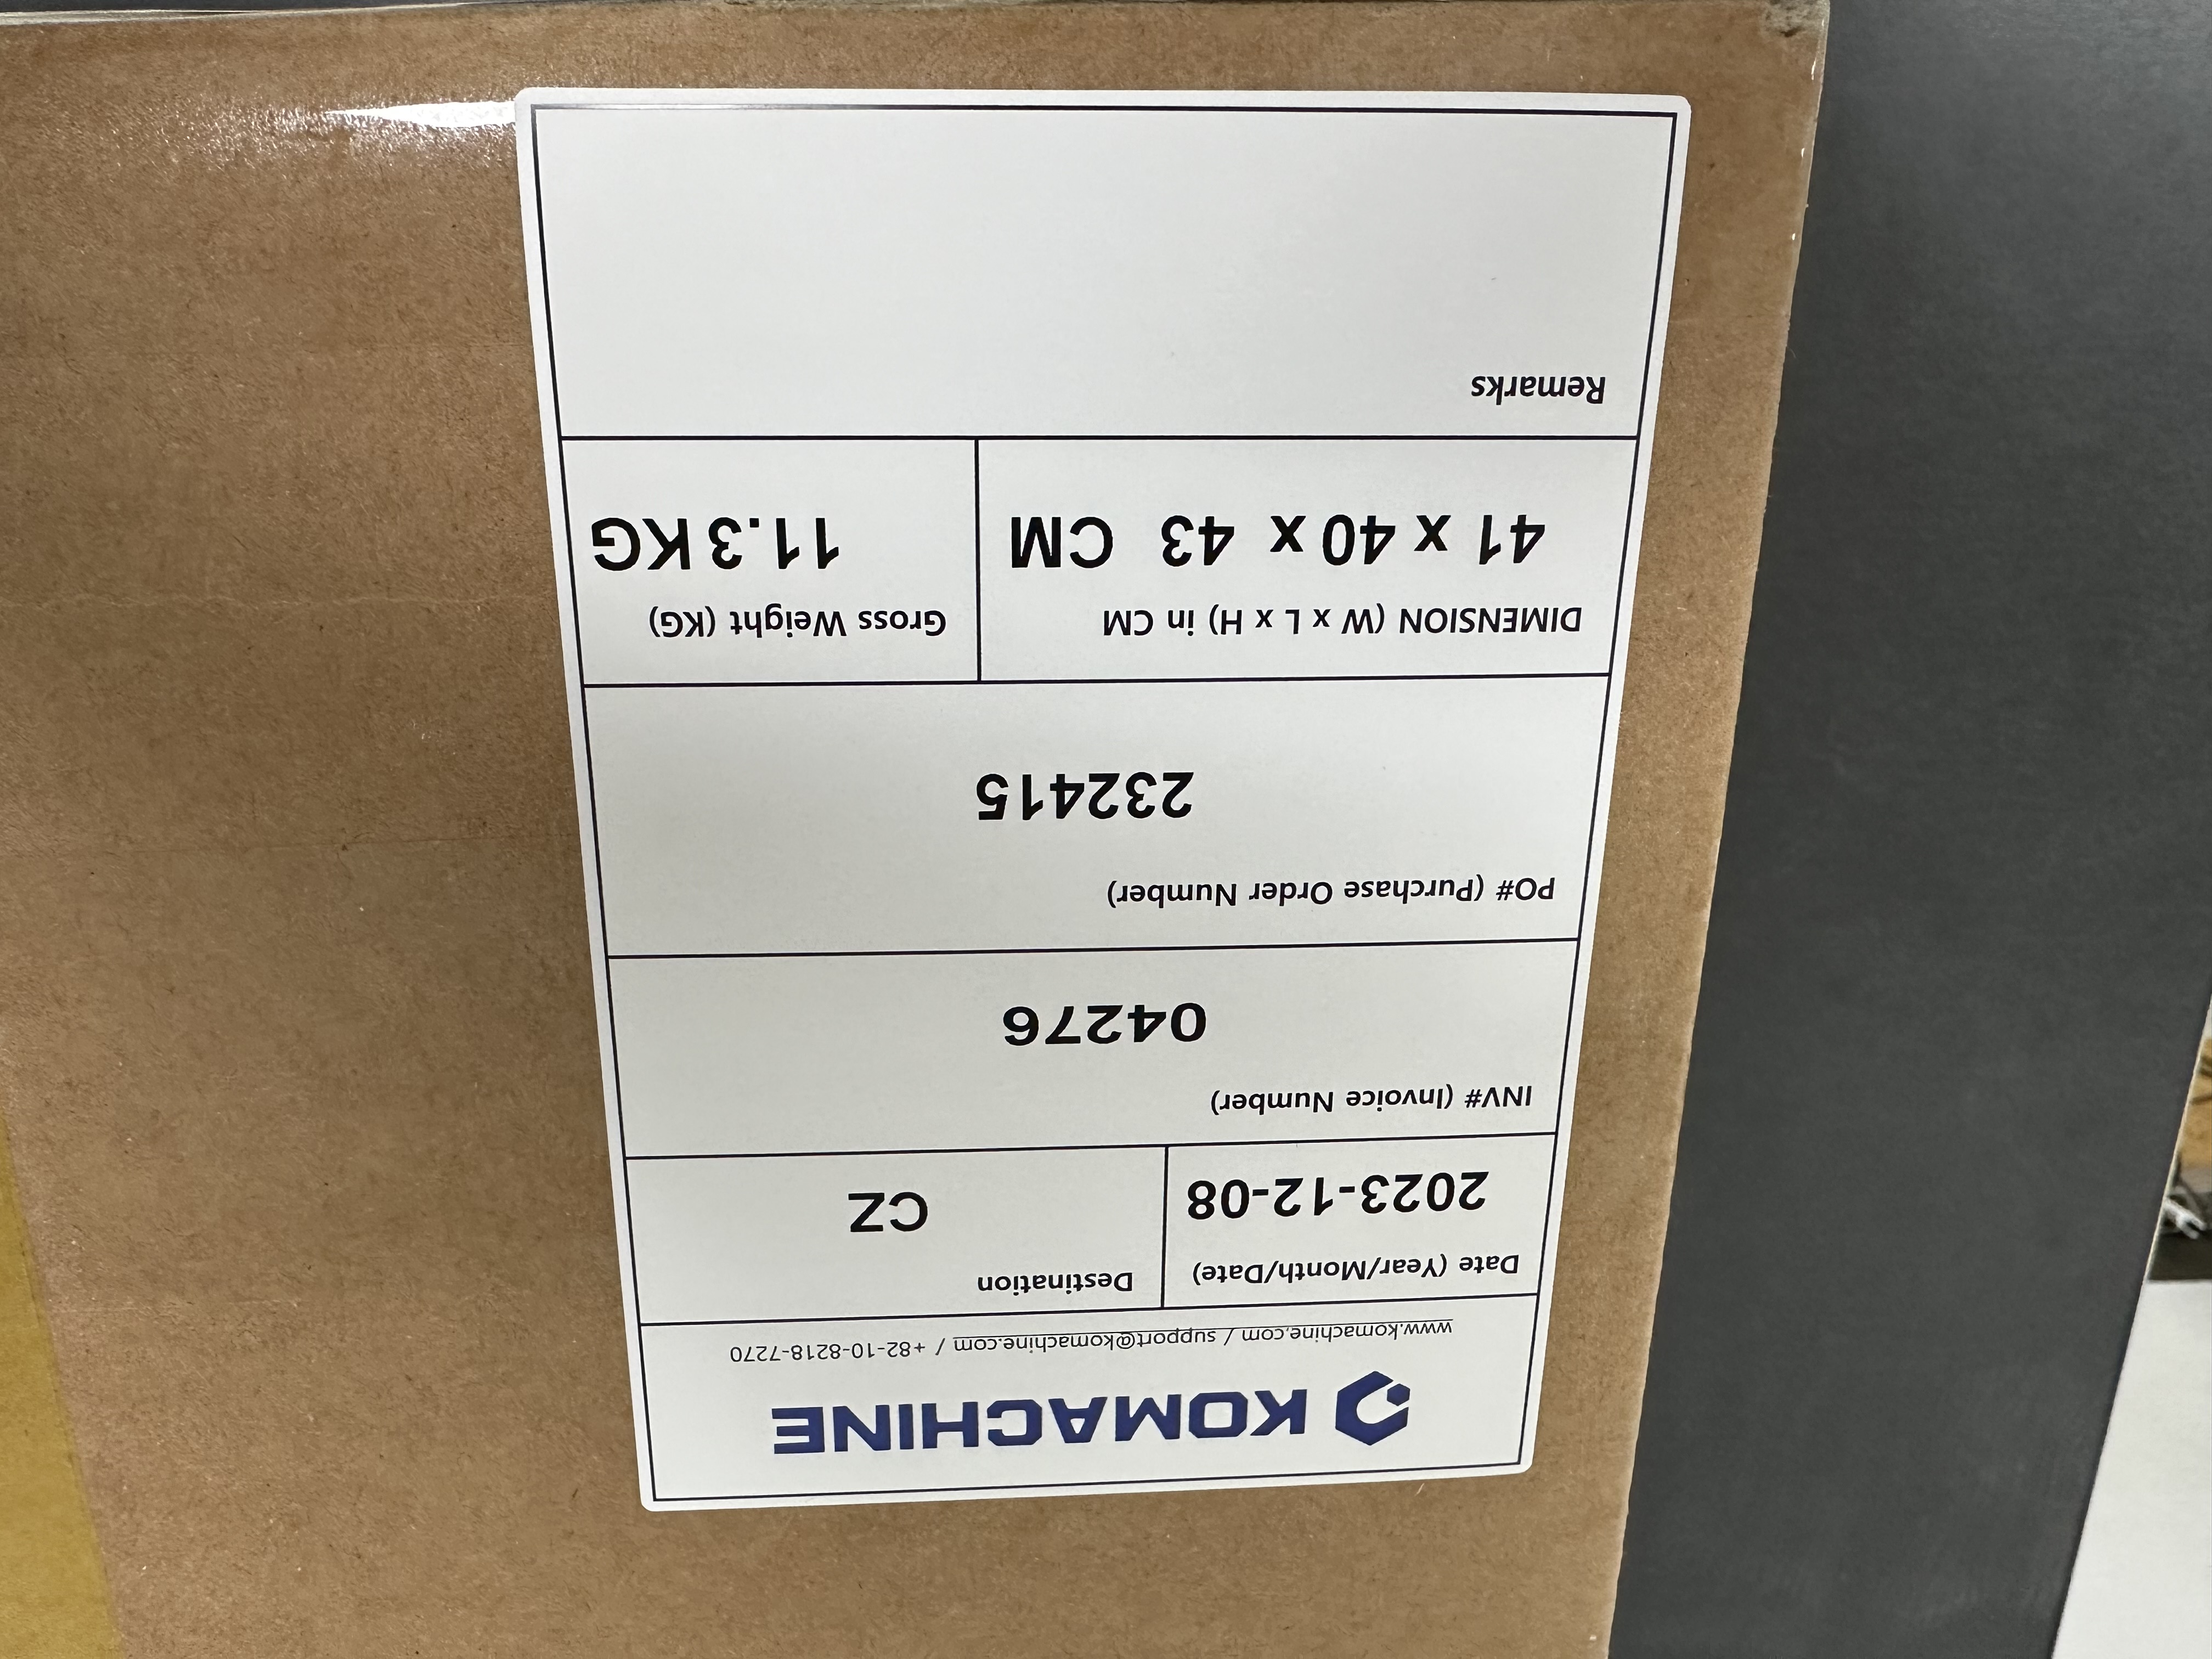 KOMACHINE
www.komachine.com / support@komachine.com / +82-10-8218-7270
Date (Year/Month/Date)
2023-12-08
Destination
CZ
INV# (Invoice Number)
04276
PO# (Purchase Order Number)
232415
DIMENSION (W x L x H) in CM
41 x 40 x 43 CM
Gross Weight (KG)
11.3 KG
Remarks